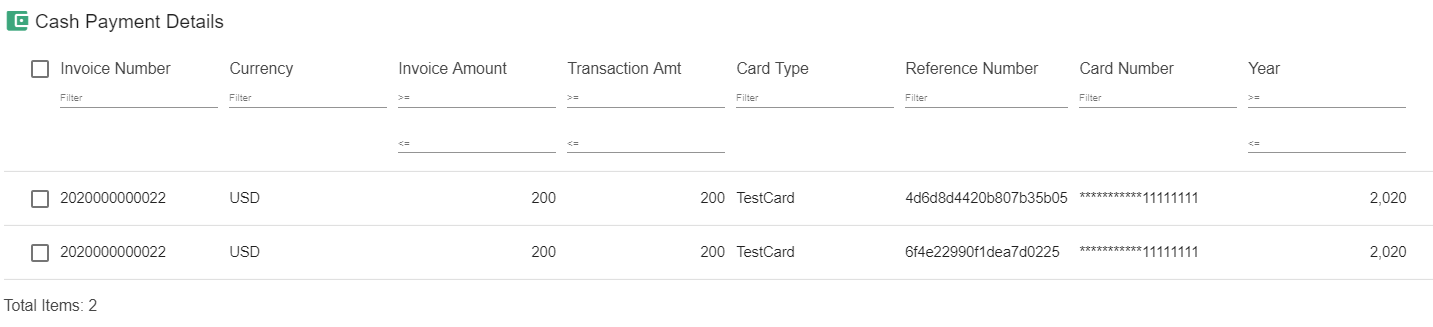 Cash Payment Details
Invoice Number Currency Invoice Amount Transaction Amt Card Type Reference Number Card Number Year
Filter Filter >= >= Filter Filter Filter >=
<= <= <=
2020000000022 USD 200 200 TestCard 4d6d8d4420b807b35b05 ***********11111111 2,020
2020000000022 USD 200 200 TestCard 6f4e22990f1dea7d0225 ***********11111111 2,020
Total Items: 2